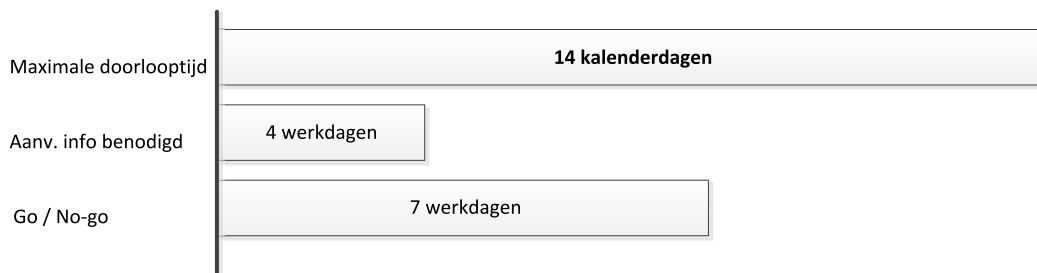 Maximale doorlooptijd
14 kalenderdagen
Aanv. info benodigd
4 werkdagen
Go / No-go
7 werkdagen